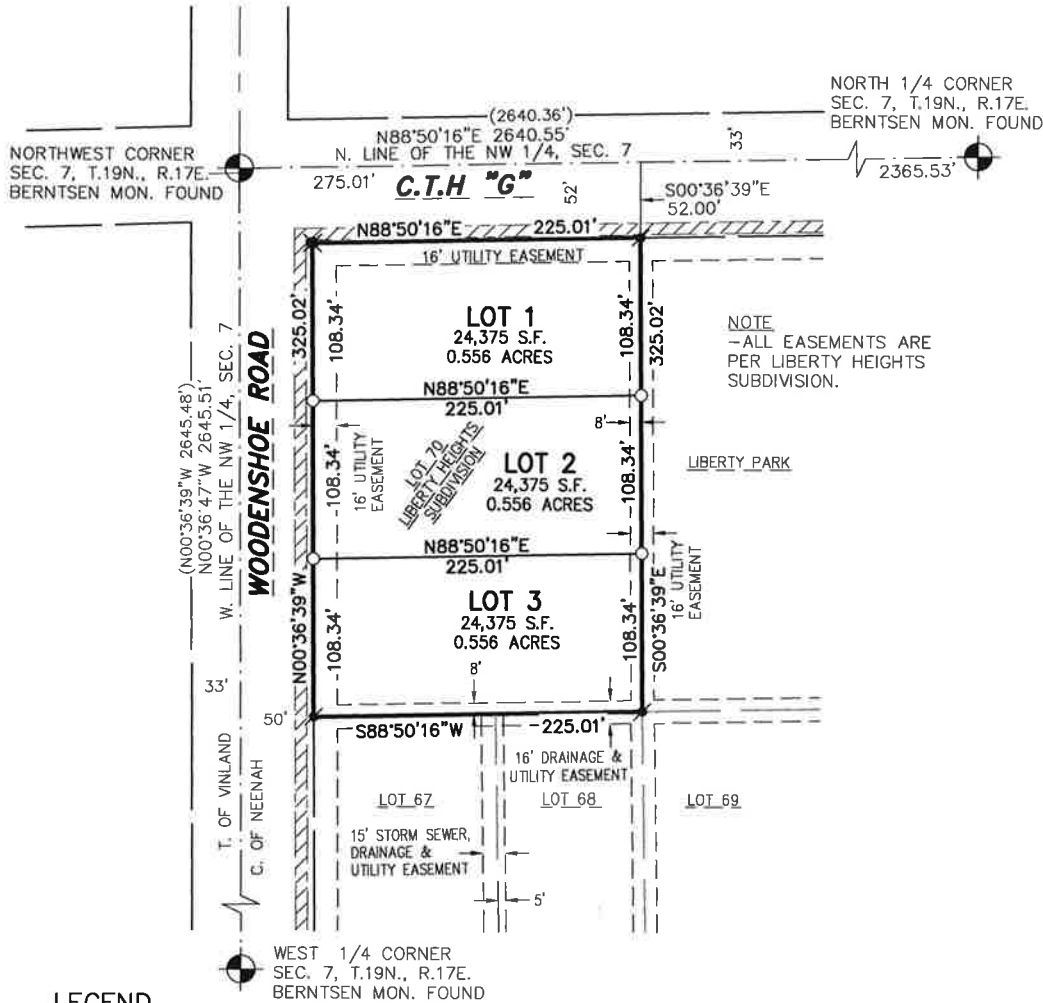 NORTH 1/4 CORNER
SEC. 7, T.19N., R.17E.
BERNTSEN MON. FOUND
(2640.36')
N88°50'16"E 2640.55'
N. LINE OF THE NW 1/4, SEC. 7
33'
NORTHWEST CORNER
SEC. 7, T.19N., R.17E.
BERNTSEN MON. FOUND
2365.53'
275.01'
C.T.H "G"
52'
S00°36'39"E
52.00'
N88°50'16"E 225.01'
16' UTILITY EASEMENT
325.02'
108.34'
LOT 1
24,375 S.F.
0.556 ACRES
108.34'
325.02'
NOTE
-ALL EASEMENTS ARE
PER LIBERTY HEIGHTS
SUBDIVISION.
N88°50'16"E
225.01'
(N00°36'39"W 2645.48')
N00°36'47"W 2645.51'
W. LINE OF THE NW 1/4, SEC. 7
WOODENSHOE ROAD
108.34'
16' UTILITY
EASEMENT
LOT 70
LIBERTY HEIGHTS
SUBDIVISION
LOT 2
24,375 S.F.
0.556 ACRES
8'
108.34'
LIBERTY PARK
N88°50'16"E
225.01'
N00°36'39"W
108.34'
LOT 3
24,375 S.F.
0.556 ACRES
8'
108.34'
S00°36'39"E
16' UTILITY
EASEMENT
33'
50'
S88°50'16"W
225.01'
16' DRAINAGE &
UTILITY EASEMENT
T. OF VINLAND
C. OF NEENAH
LOT 67
LOT 68
LOT 69
15' STORM SEWER,
DRAINAGE &
UTILITY EASEMENT
5'
WEST 1/4 CORNER
SEC. 7, T.19N., R.17E.
BERNTSEN MON. FOUND
LEGEND